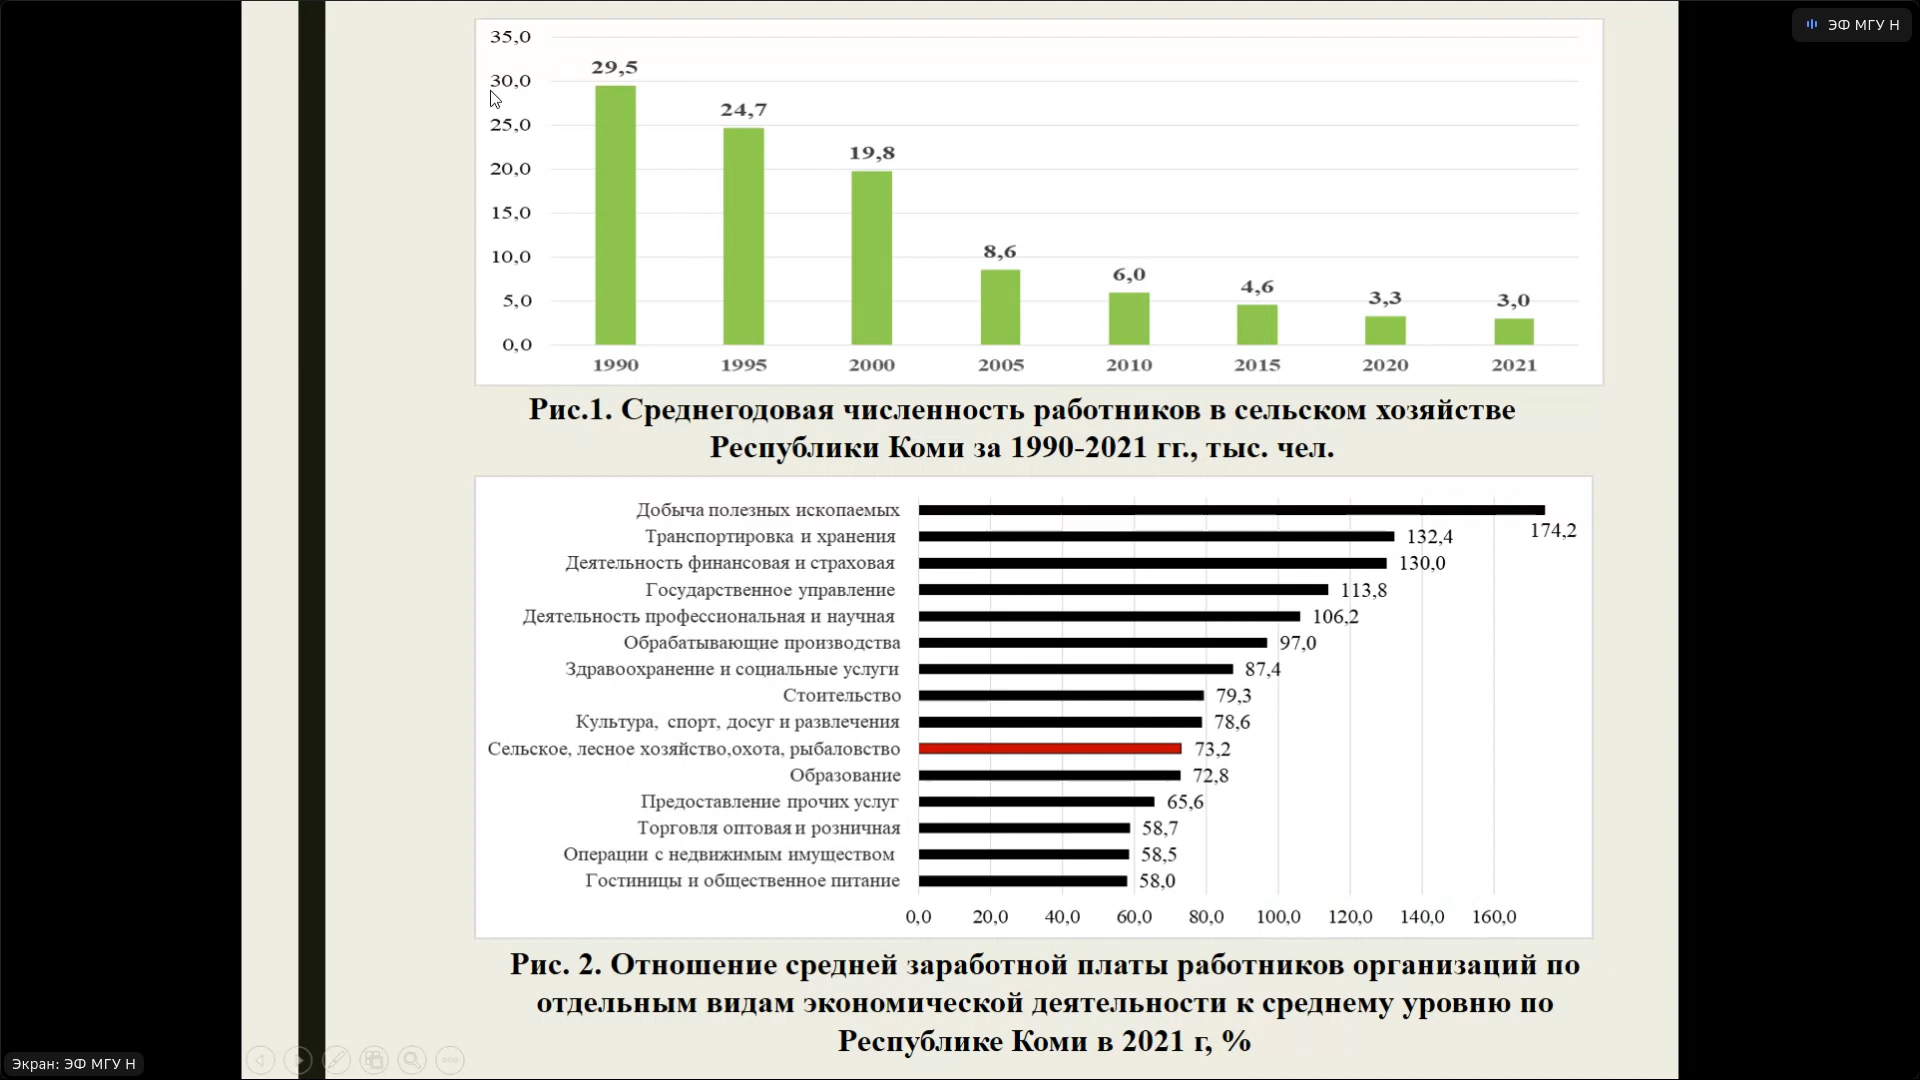 ЭФ МГУ Н
35,0
30,0
25,0
20,0
15,0
10,0
5,0
0,0
29,5
24,7
19,8
8,6
6,0
4,6
3,3
3,0
1990 1995 2000 2005 2010 2015 2020 2021
Рис.1. Среднегодовая численность работников в сельском хозяйстве
Республики Коми за 1990-2021 гг., тыс. чел.
Добыча полезных ископаемых 174,2
Транспортировка и хранения 132,4
Деятельность финансовая и страховая 130,0
Государственное управление 113,8
Деятельность профессиональная и научная 106,2
Обрабатывающие производства 97,0
Здравоохранение и социальные услуги 87,4
Стоительство 79,3
Культура, спорт, досуг и развлечения 78,6
Сельское, лесное хозяйство,охота, рыбаловство 73,2
Образование 72,8
Предоставление прочих услуг 65,6
Торговля оптовая и розничная 58,7
Операции с недвижимым имуществом 58,5
Гостиницы и общественное питание 58,0
0,0 20,0 40,0 60,0 80,0 100,0 120,0 140,0 160,0
Рис. 2. Отношение средней заработной платы работников организаций по
отдельным видам экономической деятельности к среднему уровню по
Республике Коми в 2021 г, %
Экран: ЭФ МГУ Н